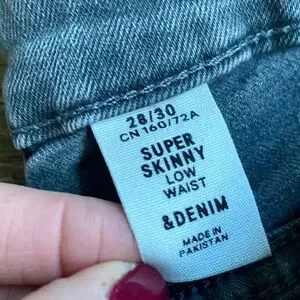 28/30
CN 160/72A
SUPER
SKINNY
LOW
WAIST
&DENIM
MADE IN
PAKISTAN